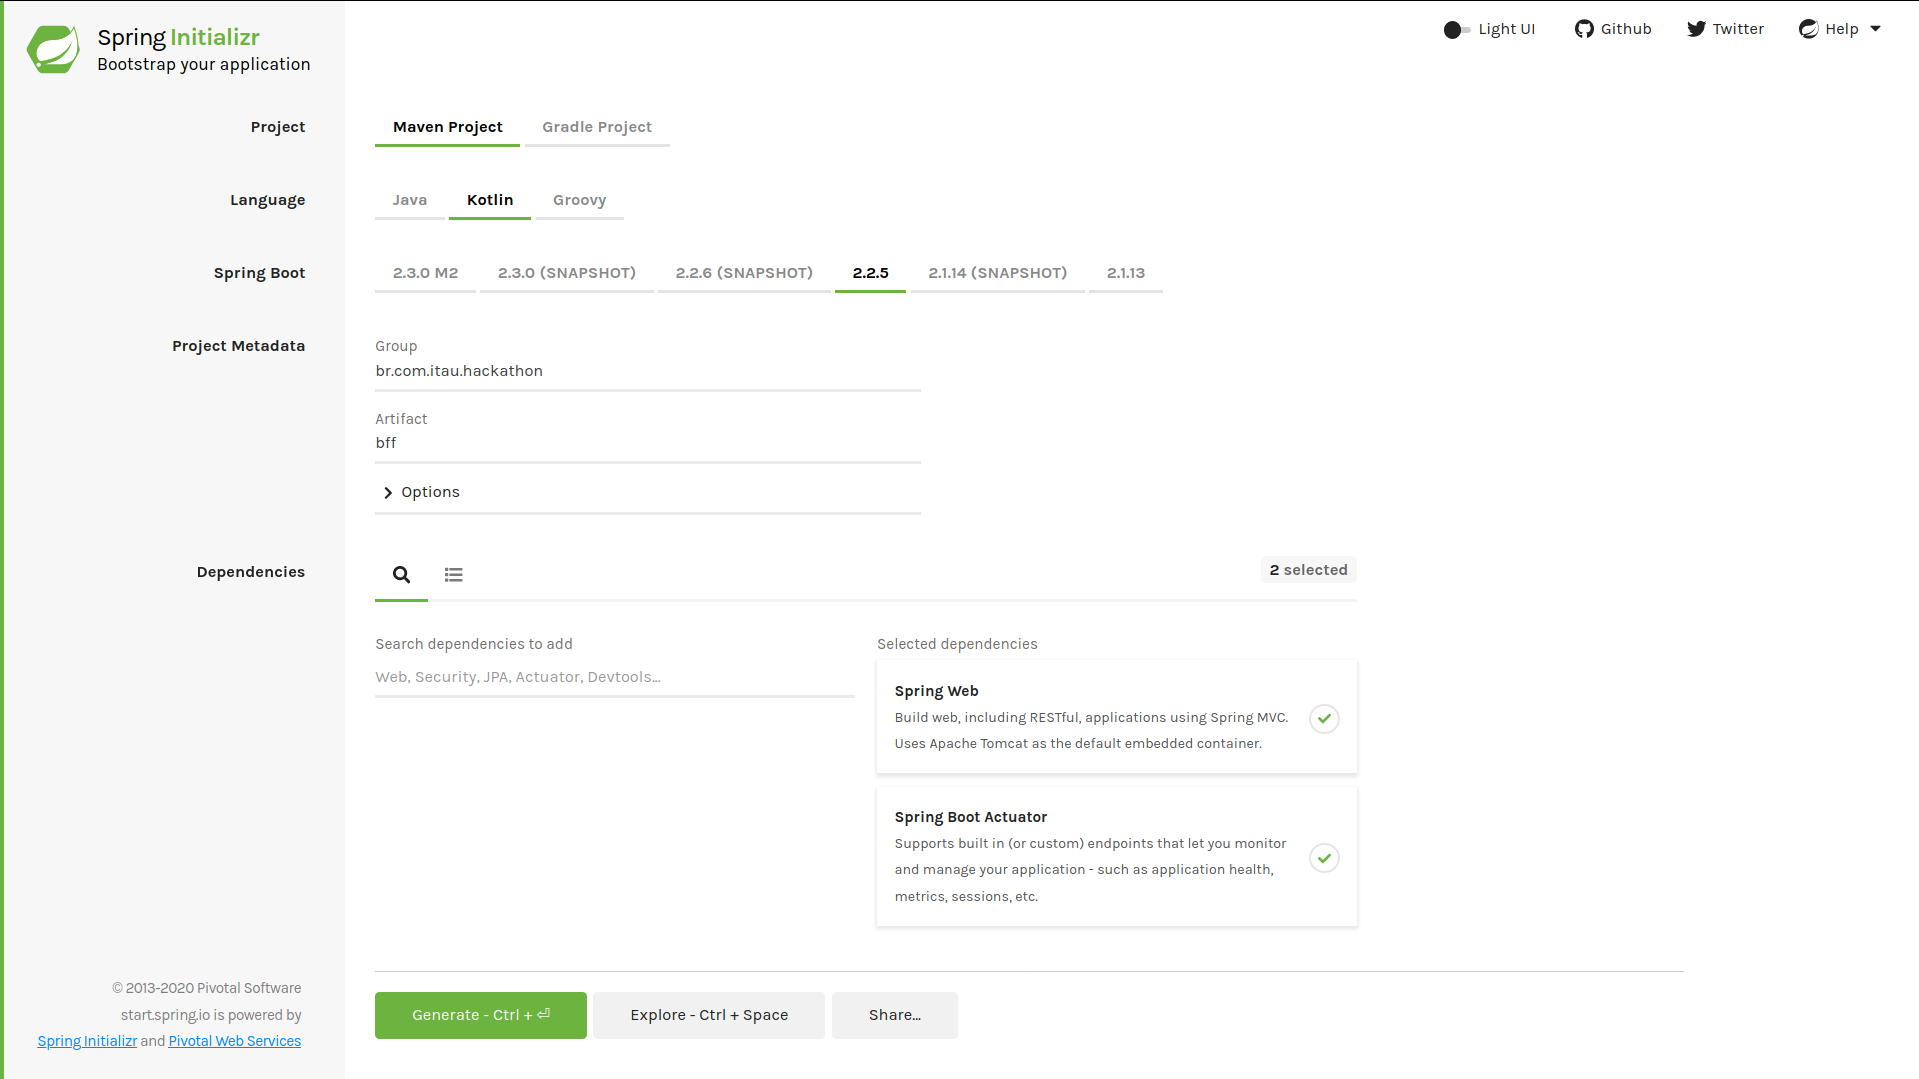 Spring Initializr
Bootstrap your application
Light UI
Github
Twitter
Help
Project
Maven Project
Gradle Project
Language
Java
Kotlin
Groovy
Spring Boot
2.3.0 M2
2.3.0 (SNAPSHOT)
2.2.6 (SNAPSHOT)
2.2.5
2.1.14 (SNAPSHOT)
2.1.13
Project Metadata
Group
br.com.itau.hackathon
Artifact
bff
Options
Dependencies
2 selected
Search dependencies to add
Web, Security, JPA, Actuator, Devtools...
Selected dependencies
Spring Web
Build web, including RESTful, applications using Spring MVC.
Uses Apache Tomcat as the default embedded container.
Spring Boot Actuator
Supports built in (or custom) endpoints that let you monitor
and manage your application - such as application health,
metrics, sessions, etc.
© 2013-2020 Pivotal Software
start.spring.io is powered by
Spring Initializr and Pivotal Web Services
Generate - Ctrl + ⏎
Explore - Ctrl + Space
Share...